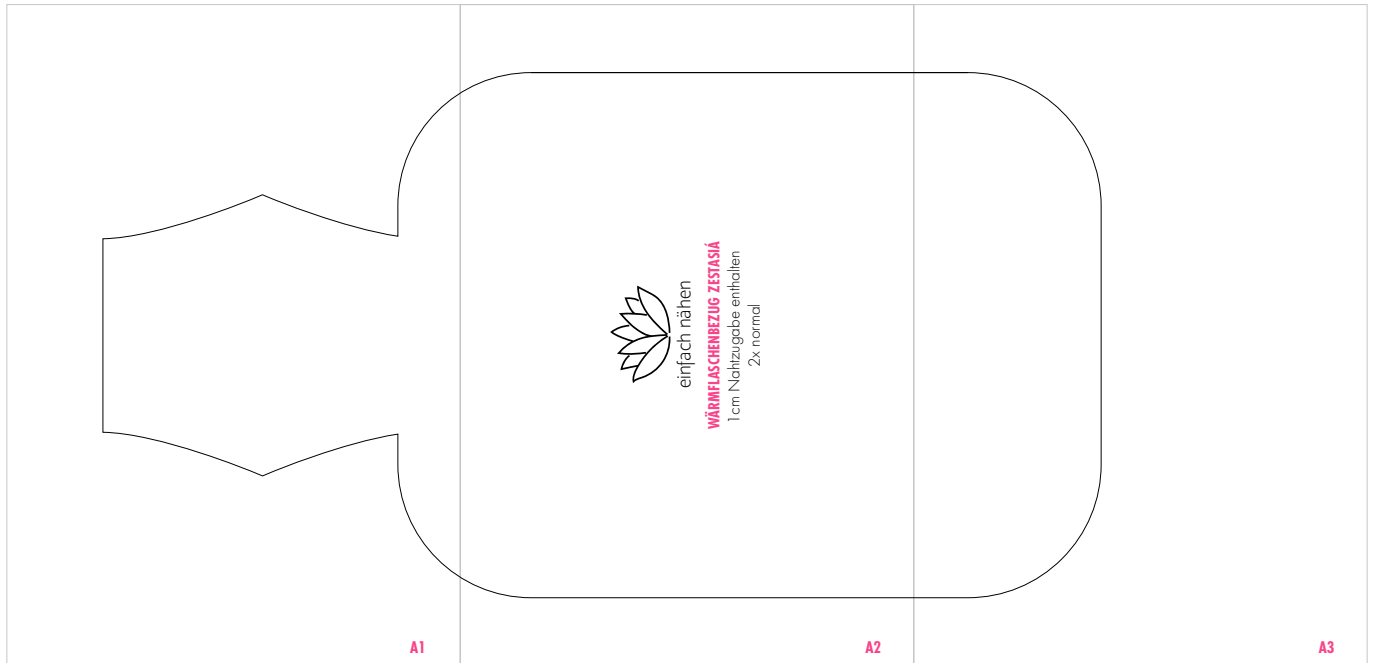 einfach nähen
WÄRMFLASCHENBEZUG ZESTASIÁ
1cm Nahtzugabe enthalten
2x normal
A1
A2
A3